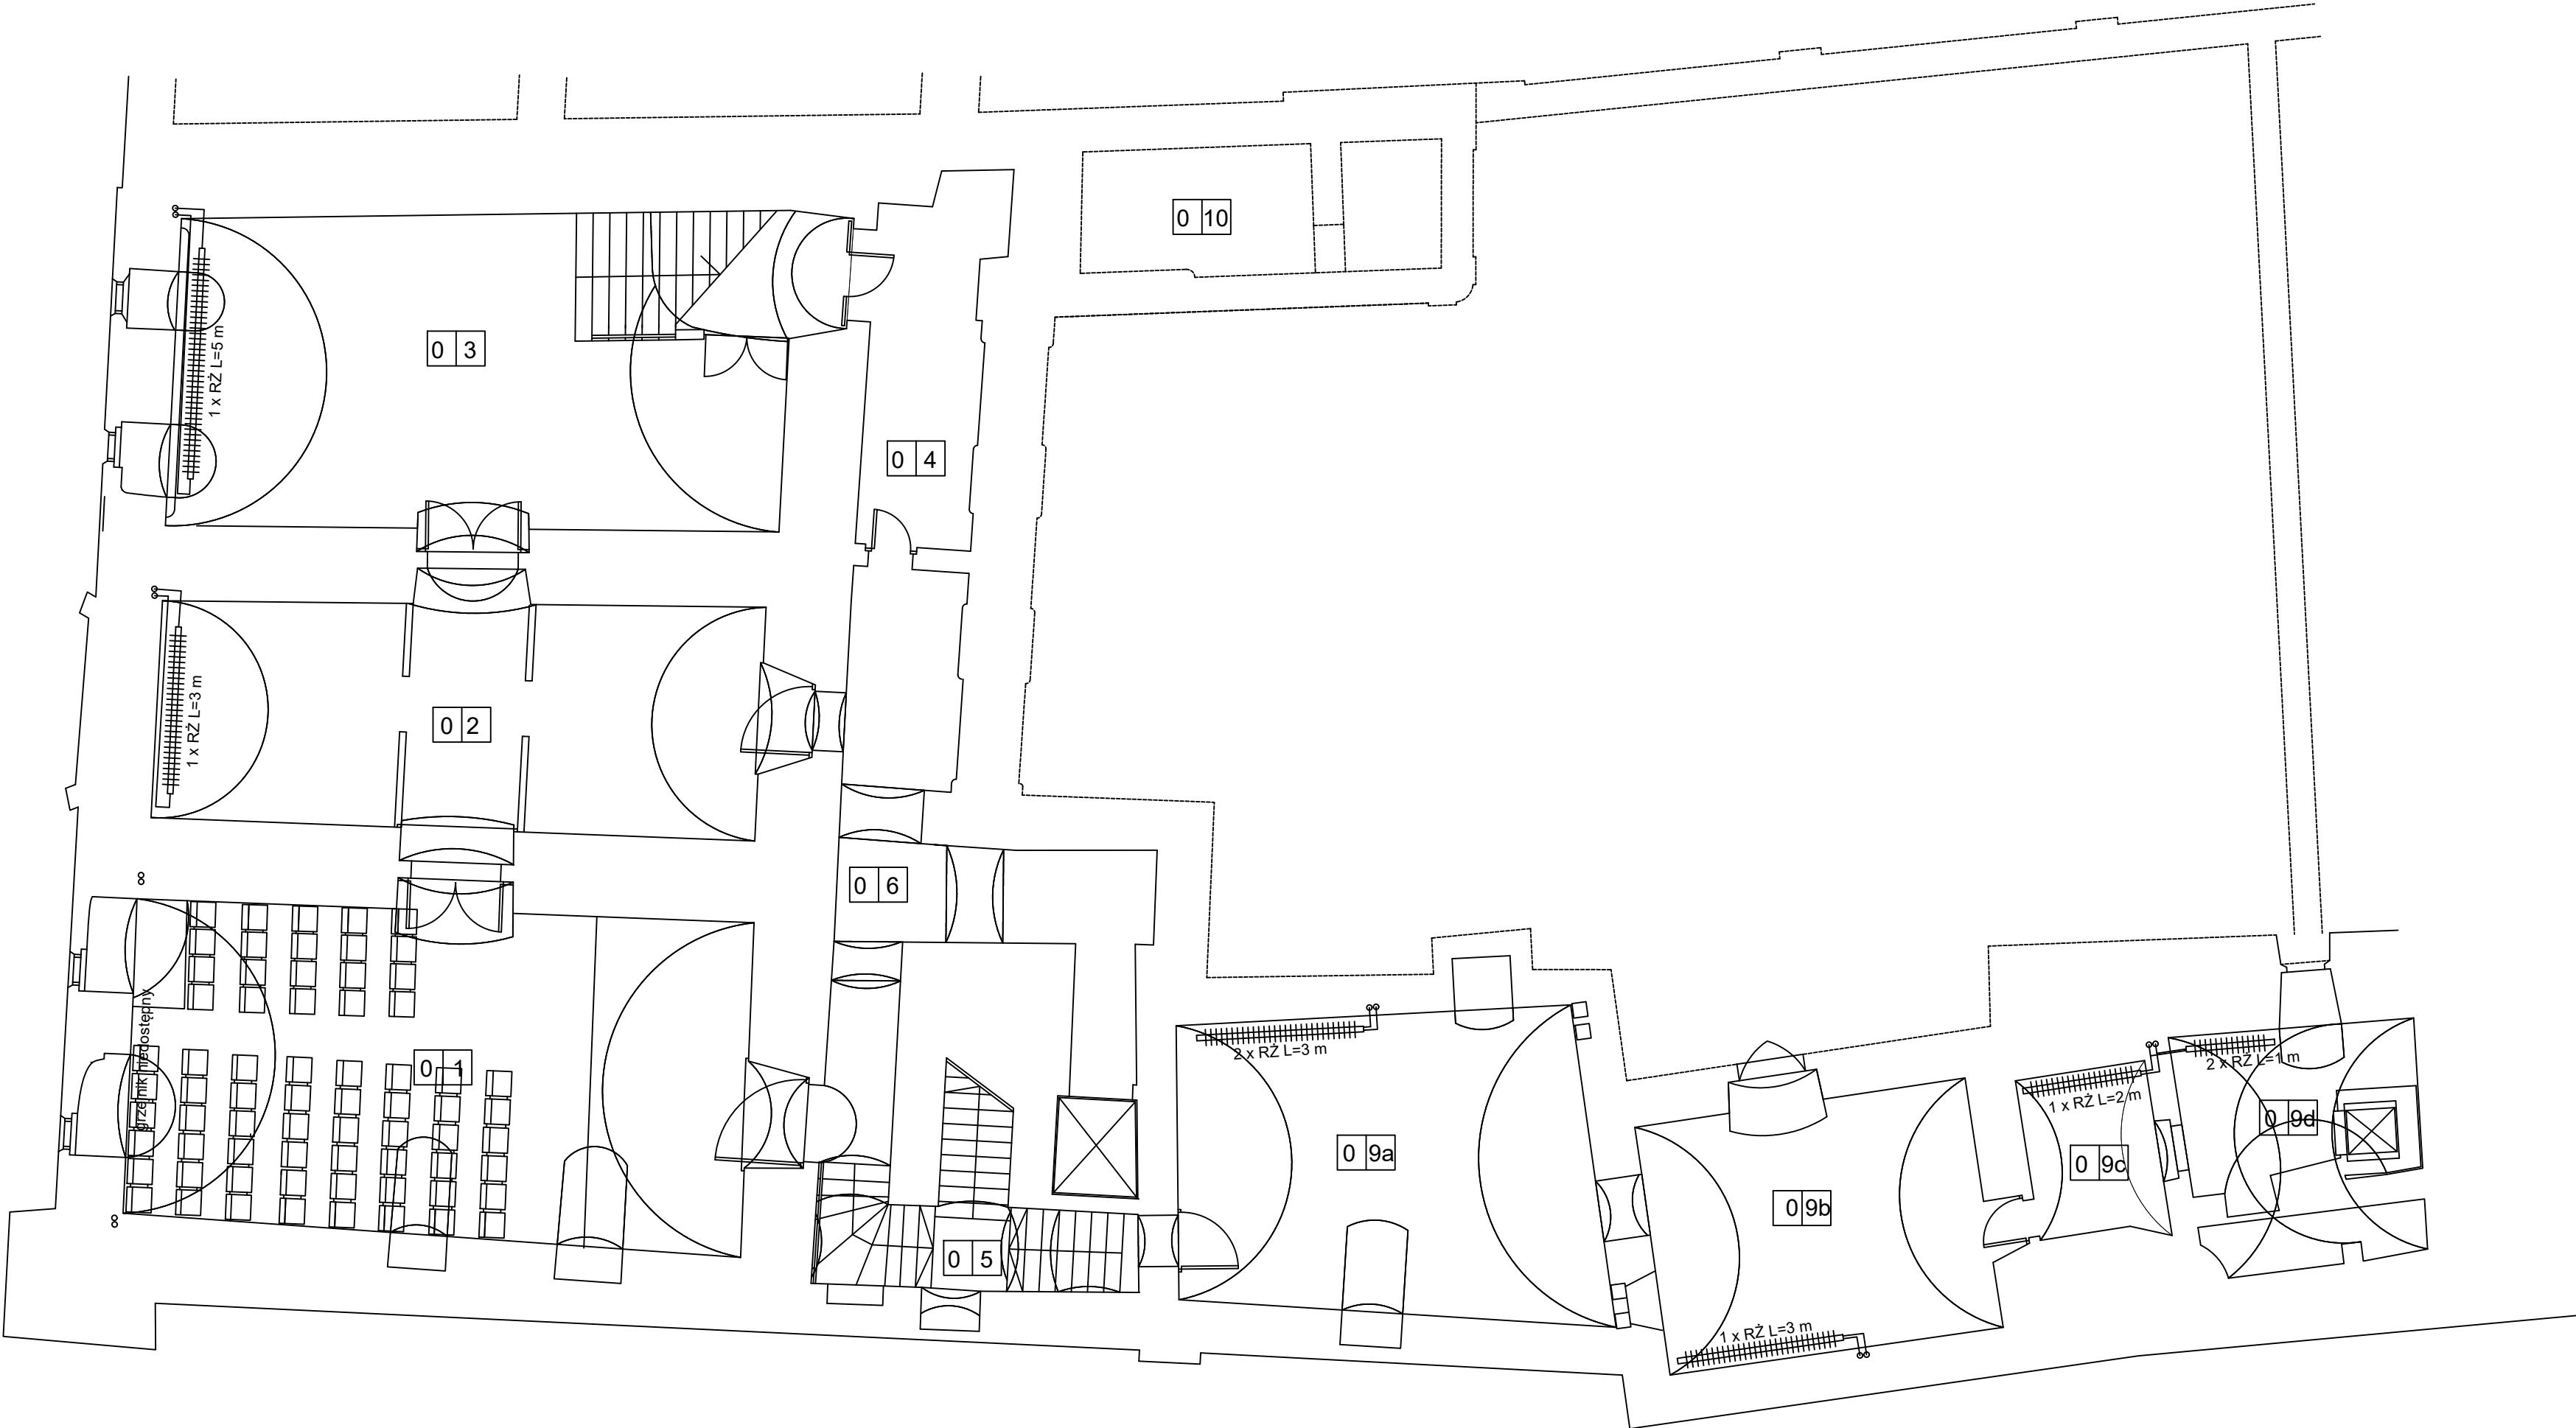 0 10
0 3
1 x RŻ L=5 m
0 4
0 2
1 x RŻ L=3 m
0 6
0 1
grzejnik niedostępny
0 5
2 x RŻ L=3 m
0 9a
0 9b
1 x RŻ L=3 m
1 x RŻ L=2 m
0 9c
2 x RŻ L=1 m
0 9d